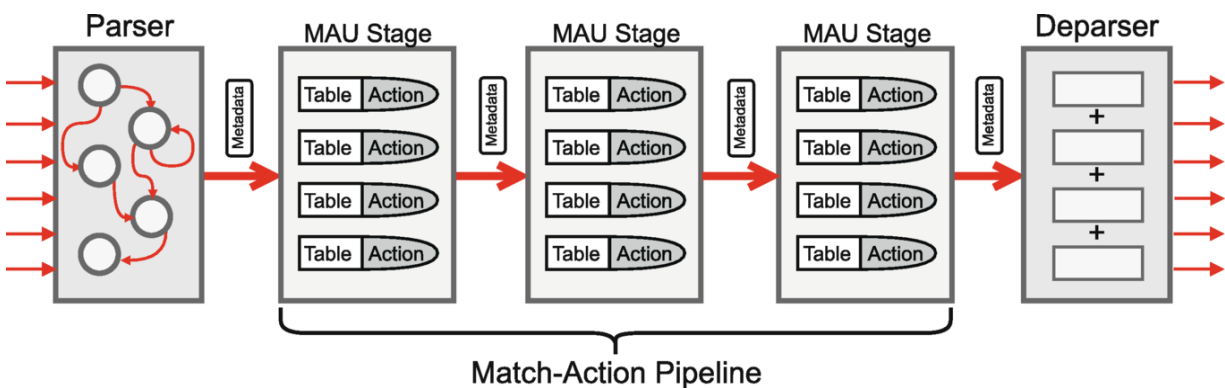 Parser
MAU Stage
MAU Stage
MAU Stage
Deparser
Metadata
Table Action
Table Action
Table Action
Table Action
Metadata
Table Action
Table Action
Table Action
Table Action
Metadata
Table Action
Table Action
Table Action
Table Action
Metadata
+
+
+
Match-Action Pipeline